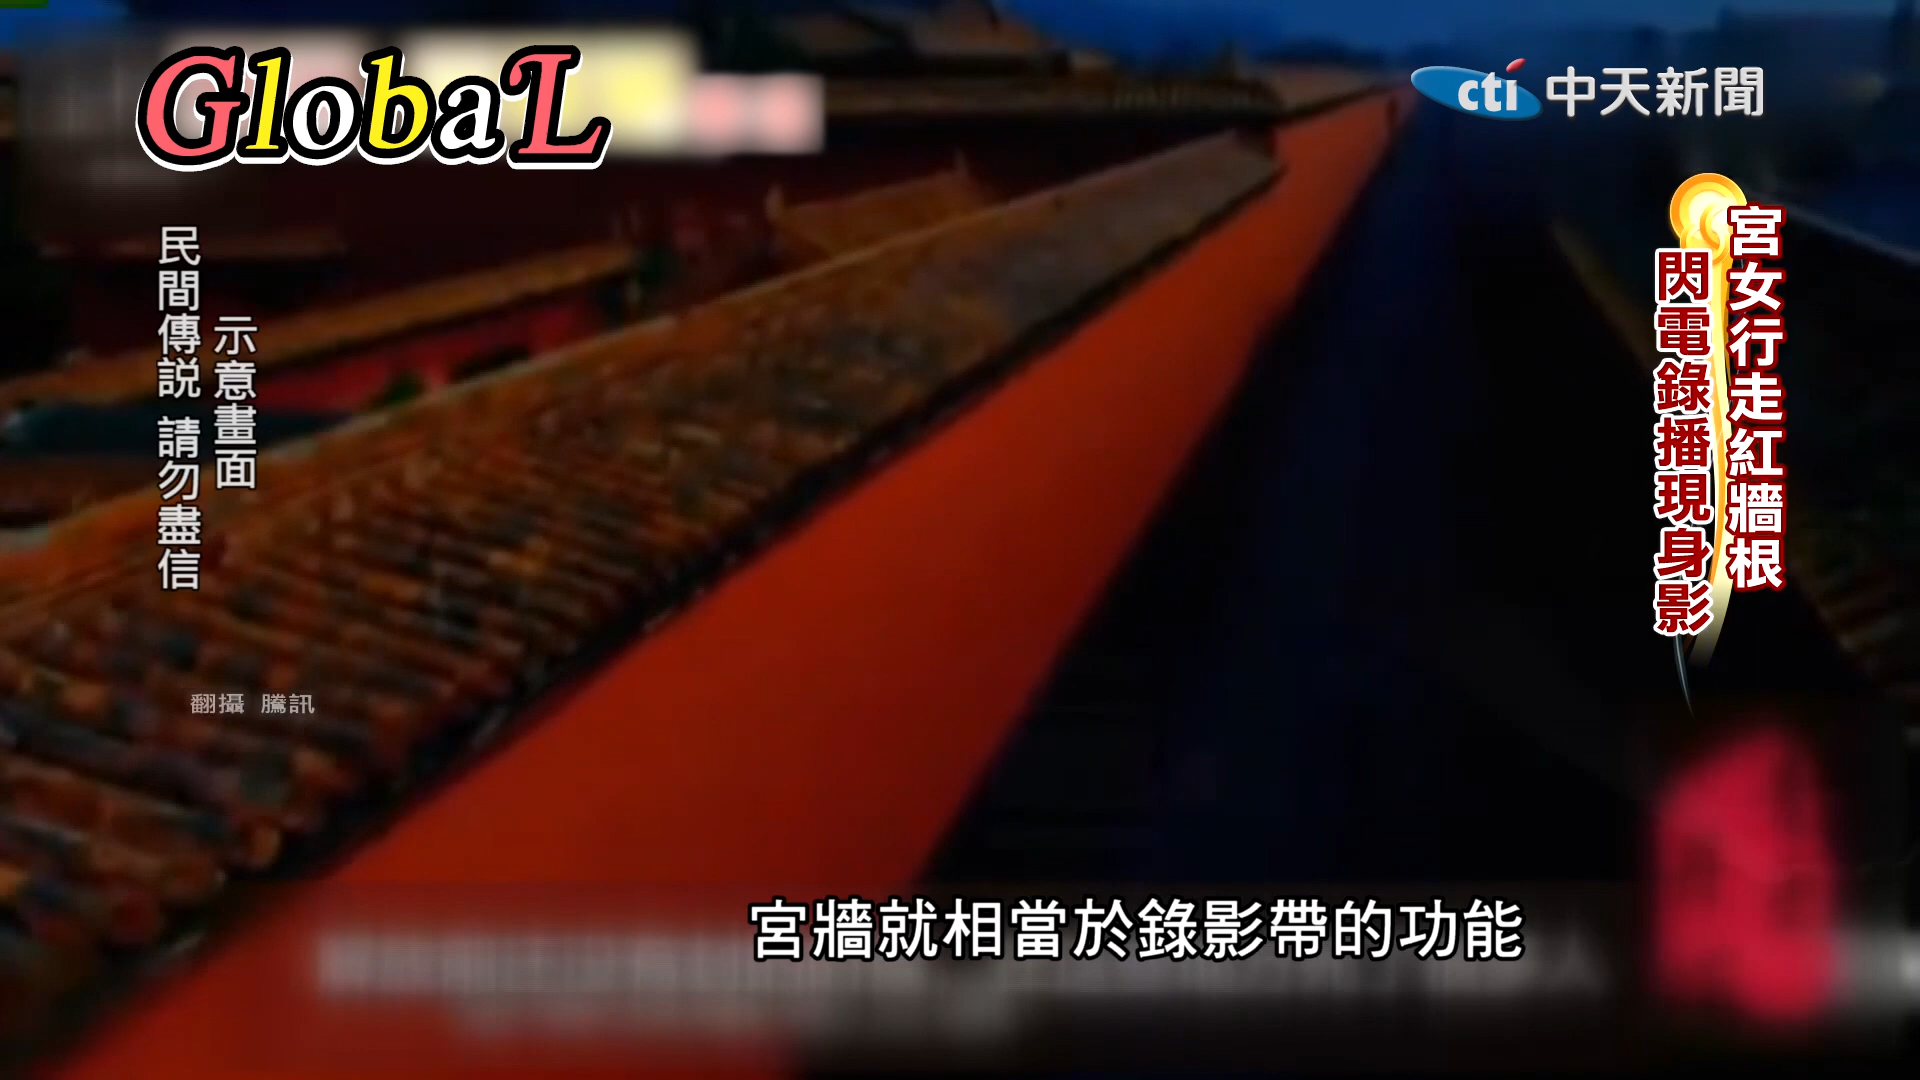 GlobaL
cti 中天新聞
宮女行走紅牆根
閃電錄播現身影
示意畫面
民間傳説 請勿盡信
翻攝 騰訊
宮牆就相當於錄影帶的功能